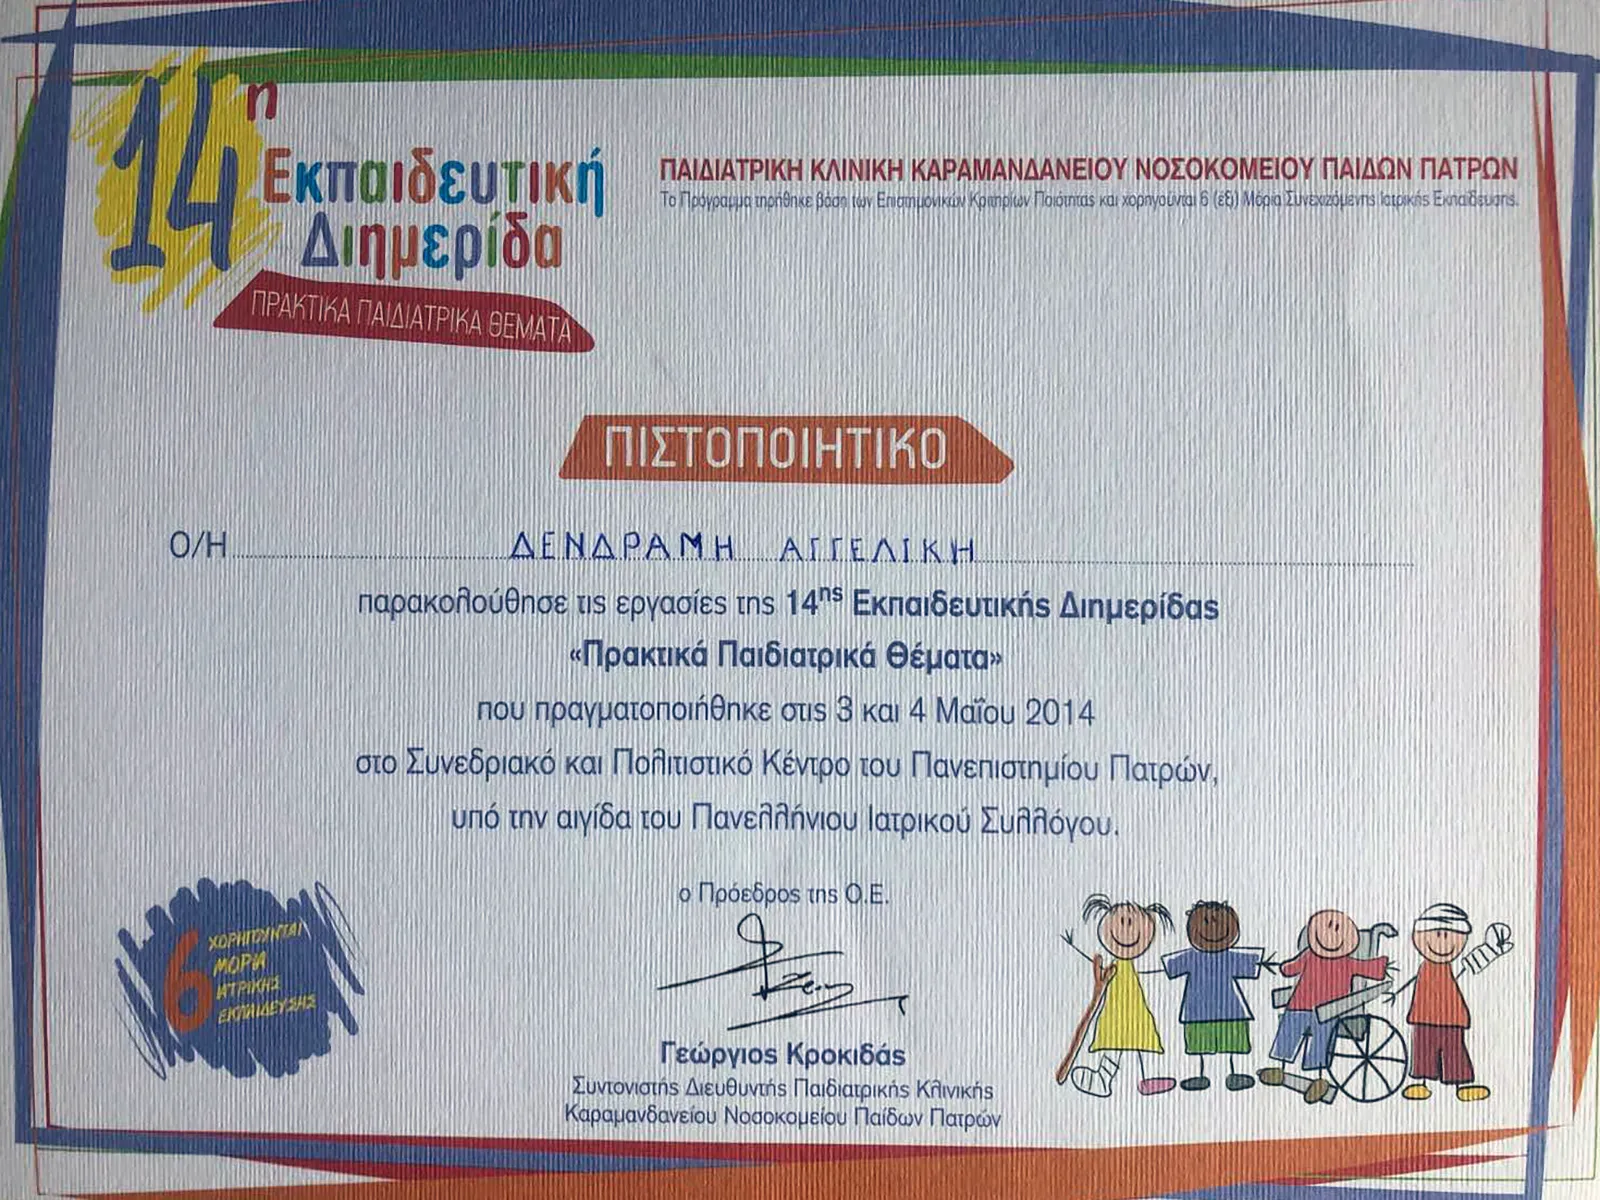 14η
Εκπαιδευτική
Διημερίδα
ΠΡΑΚΤΙΚΑ ΠΑΙΔΙΑΤΡΙΚΑ ΘΕΜΑΤΑ
ΠΑΙΔΙΑΤΡΙΚΗ ΚΛΙΝΙΚΗ ΚΑΡΑΜΑΝΔΑΝΕΙΟΥ ΝΟΣΟΚΟΜΕΙΟΥ ΠΑΙΔΩΝ ΠΑΤΡΩΝ
Το Πρόγραμμα τηρήθηκε βάση των Επιστημονικών Κριτηρίων Ποιότητας και χορηγούνται 6 (έξι) Μόρια Συνεχιζόμενης Ιατρικής Εκπαίδευσης.
ΠΙΣΤΟΠΟΙΗΤΙΚΟ
Ο/Η ΔΕΝΔΡΑΜΗ ΑΓΓΕΛΙΚΗ
παρακολούθησε τις εργασίες της 14ης Εκπαιδευτικής Διημερίδας
«Πρακτικά Παιδιατρικά Θέματα»
που πραγματοποιήθηκε στις 3 και 4 Μαΐου 2014
στο Συνεδριακό και Πολιτιστικό Κέντρο του Πανεπιστημίου Πατρών,
υπό την αιγίδα του Πανελλήνιου Ιατρικού Συλλόγου.
ο Πρόεδρος της Ο.Ε.
Γεώργιος Κροκιδάς
Συντονιστής Διευθυντής Παιδιατρικής Κλινικής
Καραμανδανείου Νοσοκομείου Παίδων Πατρών
6 ΧΟΡΗΓΟΥΝΤΑΙ
ΜΟΡΙΑ
ΙΑΤΡΙΚΗΣ
ΕΚΠΑΙΔΕΥΣΗΣ